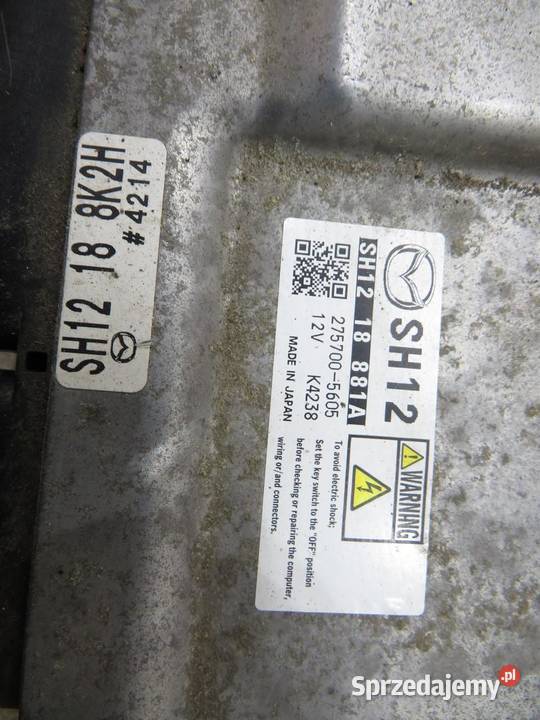 SH12 18 8K2H
# 4214
SH12
SH12 18 881A
275700-5605
12V K4238
MADE IN JAPAN
WARNING
To avoid electric shock;
Set the key switch to the "OFF" position
before checking or repairing the computer,
wiring or/and connectors.
Sprzedajemy.pl